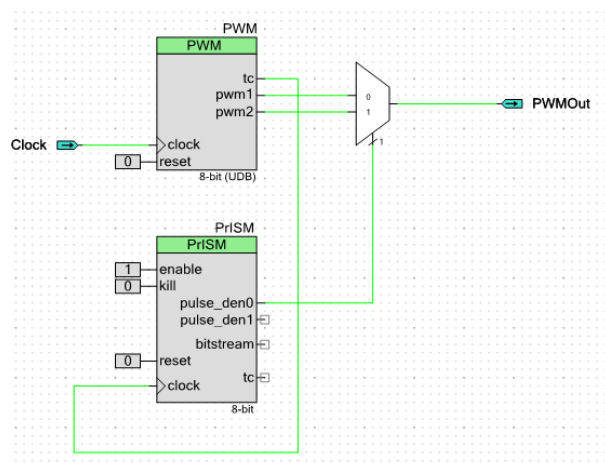 PWM
PWM
tc
pwm1
pwm2
0
1
1
PWMOut
Clock
clock
0
reset
8-bit (UDB)
PrISM
PrISM
1
enable
0
kill
pulse_den0
pulse_den1
bitstream
0
reset
tc
clock
8-bit